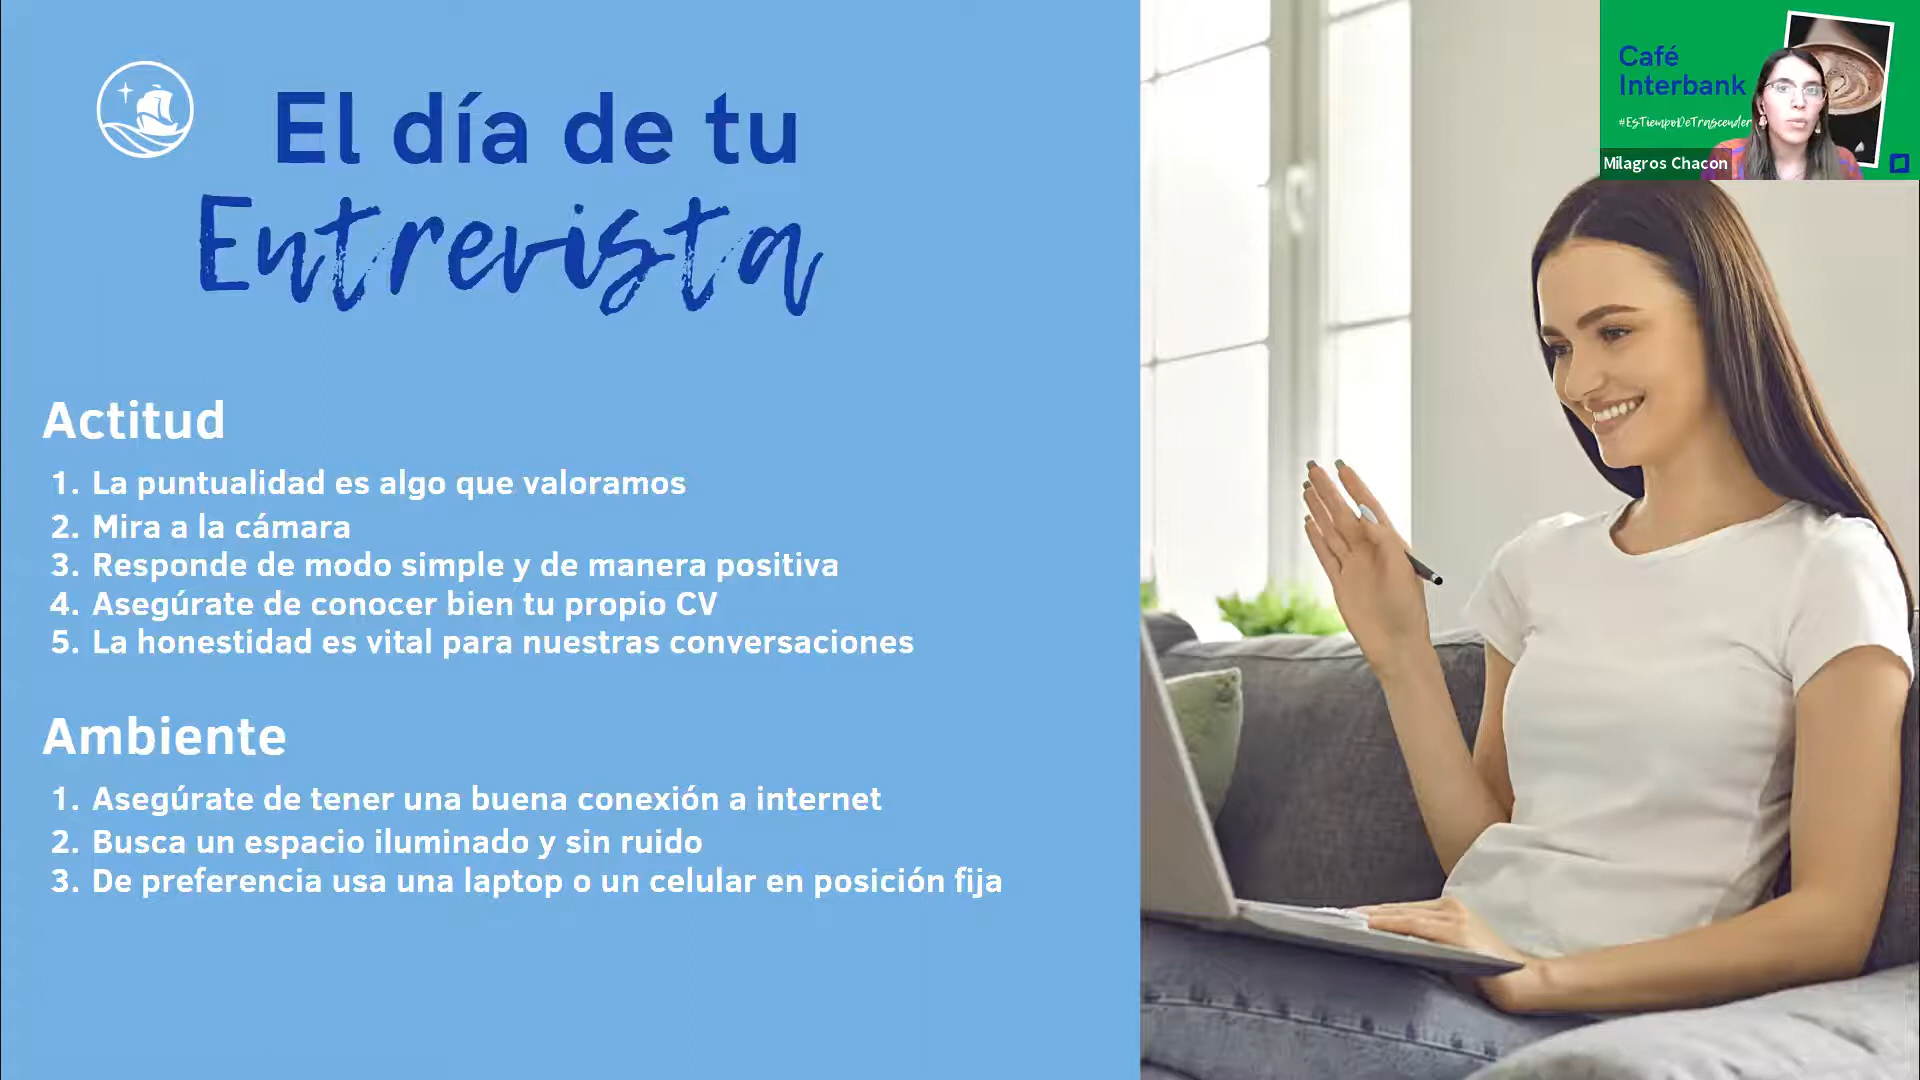 El día de tu
Entrevista
Actitud
1. La puntualidad es algo que valoramos
2. Mira a la cámara
3. Responde de modo simple y de manera positiva
4. Asegúrate de conocer bien tu propio CV
5. La honestidad es vital para nuestras conversaciones
Ambiente
1. Asegúrate de tener una buena conexión a internet
2. Busca un espacio iluminado y sin ruido
3. De preferencia usa una laptop o un celular en posición fija
Café
Interbank
#EsTiempoDeTrascender
Milagros Chacon